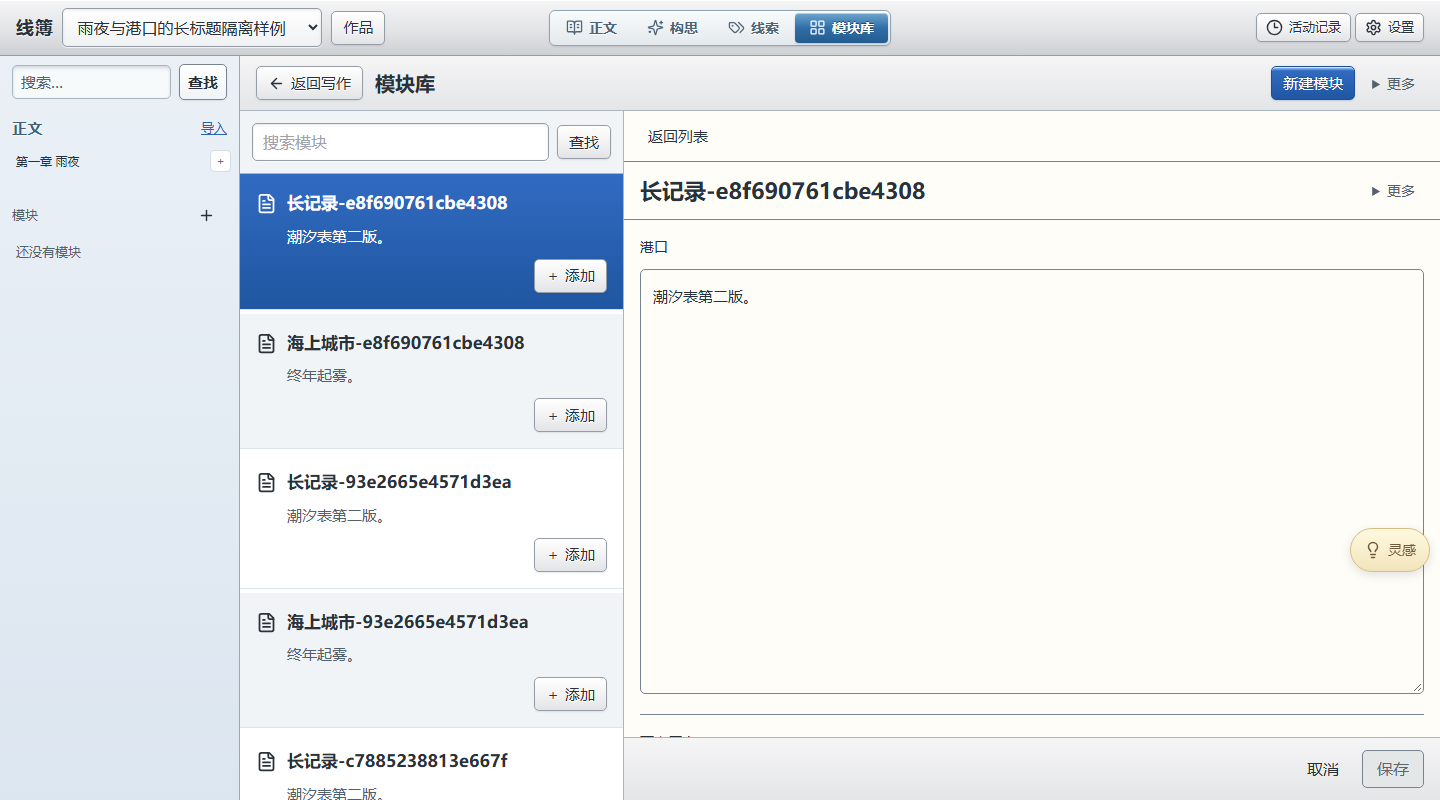 线簿
雨夜与港口的长标题隔离样例
作品
正文
构思
线索
模块库
活动记录
设置
搜索...
查找
正文
导入
第一章 雨夜
+
模块
+
还没有模块
返回写作
模块库
新建模块
更多
搜索模块
查找
长记录-e8f690761cbe4308
潮汐表第二版。
+ 添加
海上城市-e8f690761cbe4308
终年起雾。
+ 添加
长记录-93e2665e4571d3ea
潮汐表第二版。
+ 添加
海上城市-93e2665e4571d3ea
终年起雾。
+ 添加
长记录-c7885238813e667f
潮汐表第二版。
返回列表
长记录-e8f690761cbe4308
更多
港口
潮汐表第二版。
灵感
取消
保存